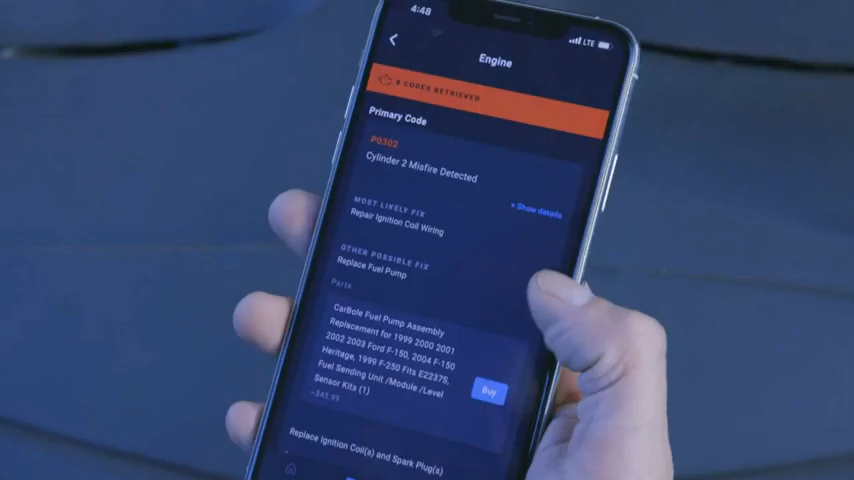 4:48
LTE
Engine
8 CODES RETRIEVED
Primary Code
P0302
Cylinder 2 Misfire Detected
+ Show details
MOST LIKELY FIX
Repair Ignition Coil Wiring
OTHER POSSIBLE FIX
Replace Fuel Pump
Parts
CarBole Fuel Pump Assembly
Replacement for 1999 2000 2001
2002 2003 Ford F-150, 2004 F-150
Heritage, 1999 F-250 Fits E2237S,
Fuel Sending Unit /Module /Level
Sensor Kits (1)
~$45.99
Buy
Replace Ignition Coil(s) and Spark Plug(s)